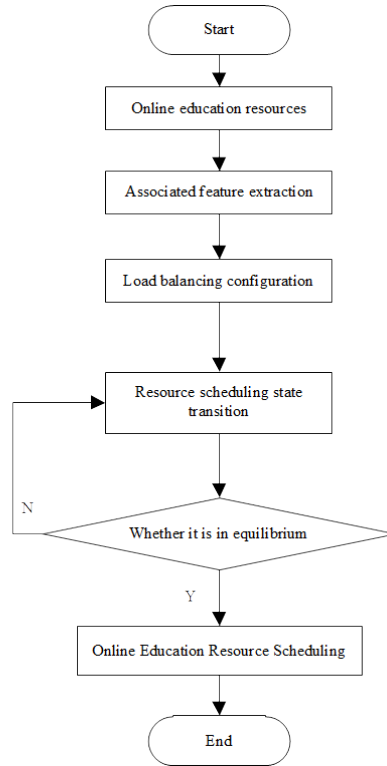 Start
Online education resources
Associated feature extraction
Load balancing configuration
Resource scheduling state
transition
N
Whether it is in equilibrium
Y
Online Education Resource Scheduling
End